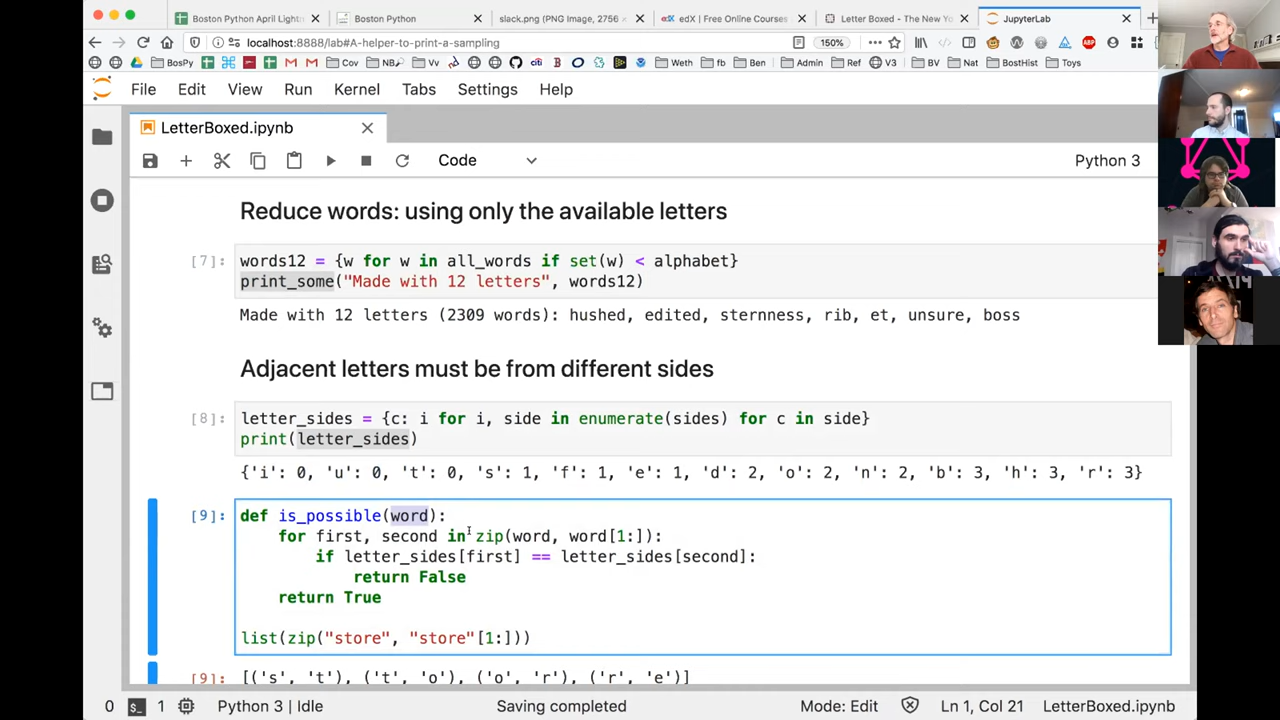 Boston Python April Light
Boston Python
slack.png (PNG Image, 2756
edX | Free Online Courses
Letter Boxed - The New Yo
JupyterLab
localhost:8888/lab#A-helper-to-print-a-sampling
150%
BosPy
Cov
NB
Vv
Weth
fb
Ben
Admin
Ref
V3
BV
Nat
BostHist
Toys
File Edit View Run Kernel Tabs Settings Help
LetterBoxed.ipynb
Code
Python 3
Reduce words: using only the available letters
[7]: words12 = {w for w in all_words if set(w) < alphabet}
print_some("Made with 12 letters", words12)
Made with 12 letters (2309 words): hushed, edited, sternness, rib, et, unsure, boss
Adjacent letters must be from different sides
[8]: letter_sides = {c: i for i, side in enumerate(sides) for c in side}
print(letter_sides)
{'i': 0, 'u': 0, 't': 0, 's': 1, 'f': 1, 'e': 1, 'd': 2, 'o': 2, 'n': 2, 'b': 3, 'h': 3, 'r': 3}
[9]: def is_possible(word):
for first, second in zip(word, word[1:]):
if letter_sides[first] == letter_sides[second]:
return False
return True
list(zip("store", "store"[1:]))
[9]: [('s', 't'), ('t', 'o'), ('o', 'r'), ('r', 'e')]
0 1 Python 3 | Idle Saving completed Mode: Edit Ln 1, Col 21 LetterBoxed.ipynb